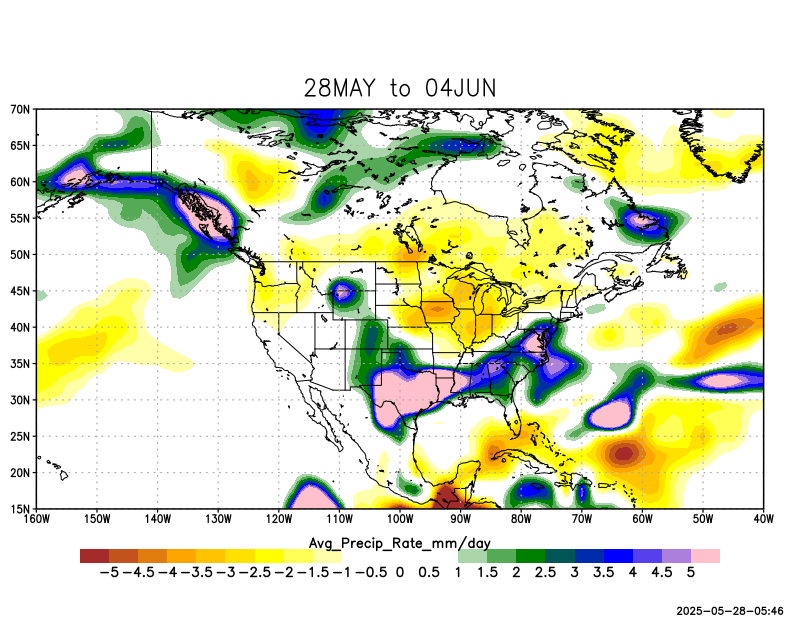 28MAY to 04JUN
70N
65N
60N
55N
50N
45N
40N
35N
30N
25N
20N
15N
160W 150W 140W 130W 120W 110W 100W 90W 80W 70W 60W 50W 40W
Avg_Precip_Rate_mm/day
-5 -4.5 -4 -3.5 -3 -2.5 -2 -1.5 -1 -0.5 0 0.5 1 1.5 2 2.5 3 3.5 4 4.5 5
2025-05-28-05:46